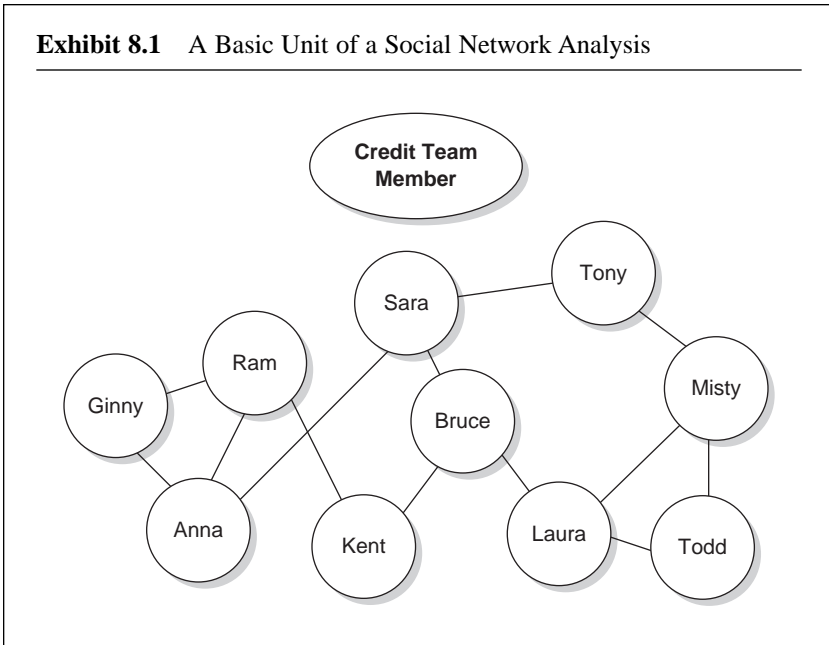 Exhibit 8.1 A Basic Unit of a Social Network Analysis
Credit Team
Member
Tony
Sara
Ram
Misty
Ginny
Bruce
Anna
Laura
Kent
Todd